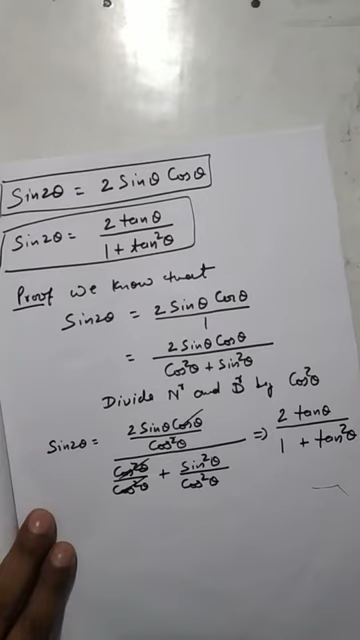 Sin2θ = 2 Sinθ Cosθ
Sin2θ = 2 tanθ / 1 + tan²θ
Proof we know that
Sin2θ = 2 Sinθ Cosθ / 1
= 2 Sinθ Cosθ / Cos²θ + Sin²θ
Divide Nʳ and Dʳ by Cos²θ
Sin2θ = (2 Sinθ Cosθ / Cos²θ) / (Cos²θ / Cos²θ + Sin²θ / Cos²θ) ⇒ 2 tanθ / 1 + tan²θ